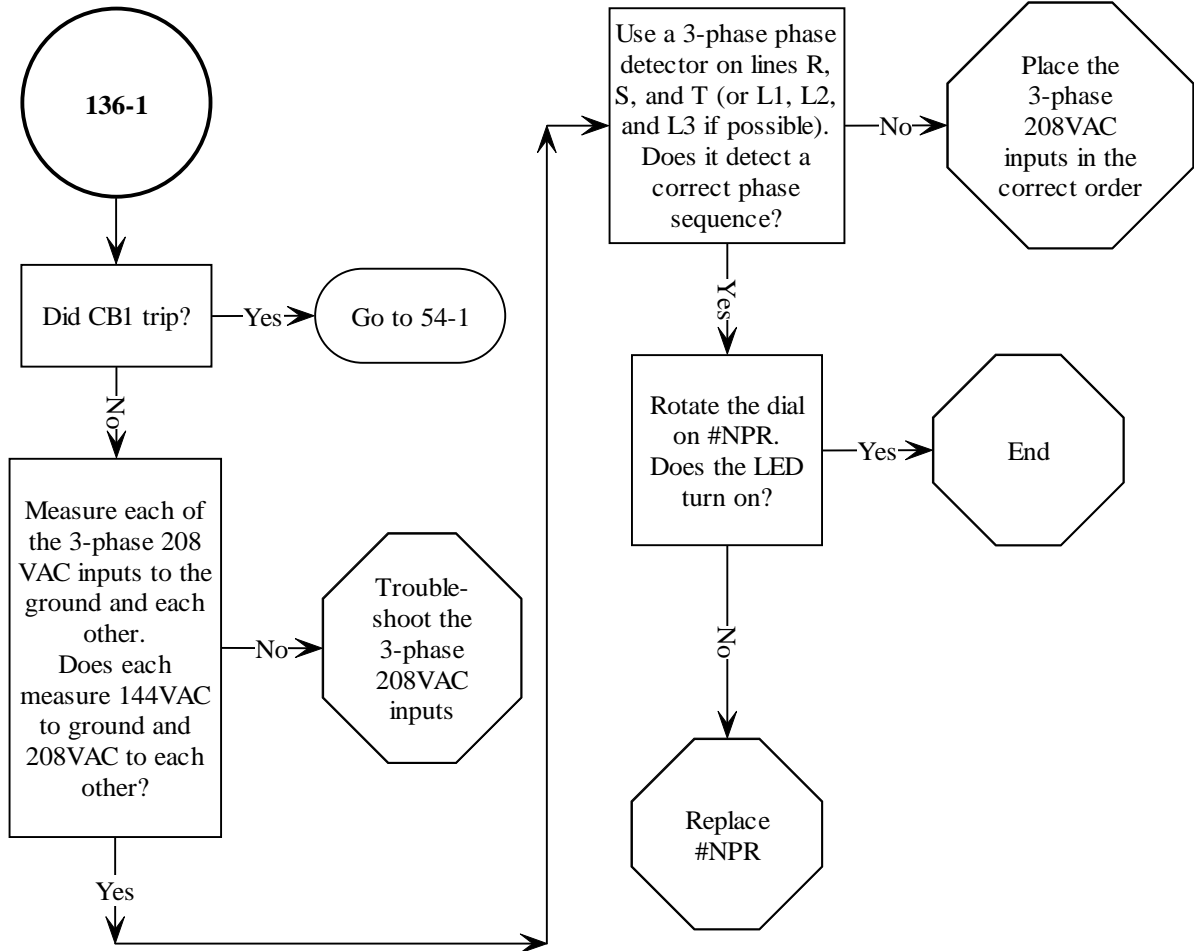 136-1
Did CB1 trip?
Yes
Go to 54-1
No
Measure each of
the 3-phase 208
VAC inputs to the
ground and each
other.
Does each
measure 144VAC
to ground and
208VAC to each
other?
No
Trouble-
shoot the
3-phase
208VAC
inputs
Yes
Use a 3-phase phase
detector on lines R,
S, and T (or L1, L2,
and L3 if possible).
Does it detect a
correct phase
sequence?
No
Place the
3-phase
208VAC
inputs in the
correct order
Yes
Rotate the dial
on #NPR.
Does the LED
turn on?
Yes
End
No
Replace
#NPR